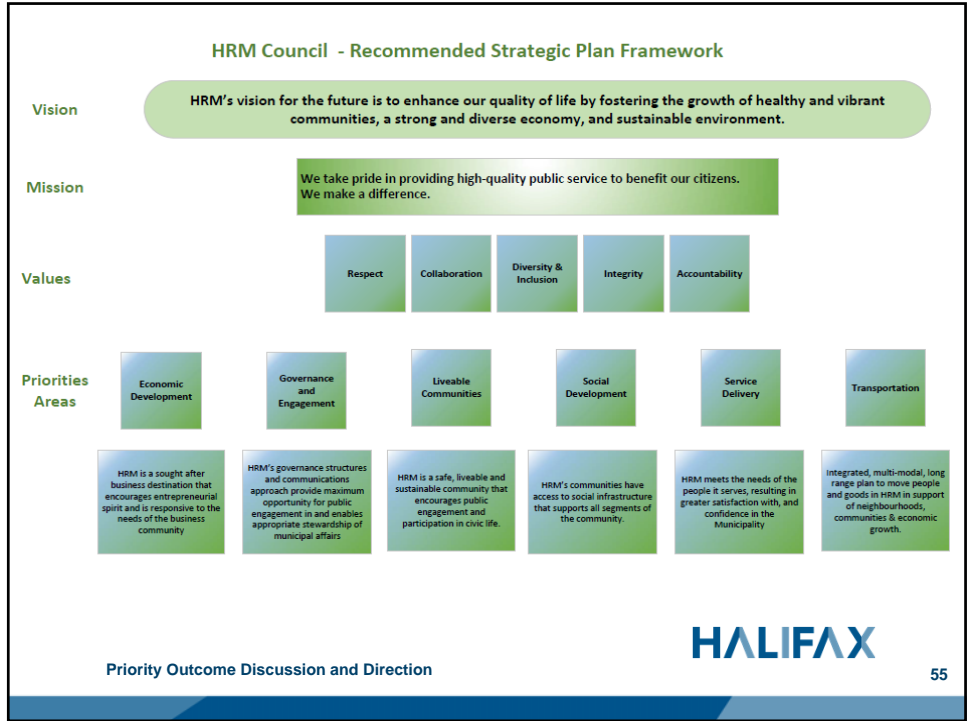 HRM Council - Recommended Strategic Plan Framework
Vision
HRM's vision for the future is to enhance our quality of life by fostering the growth of healthy and vibrant
communities, a strong and diverse economy, and sustainable environment.
Mission
We take pride in providing high-quality public service to benefit our citizens.
We make a difference.
Values
Respect
Collaboration
Diversity &
Inclusion
Integrity
Accountability
Priorities
Areas
Economic
Development
Governance
and
Engagement
Liveable
Communities
Social
Development
Service
Delivery
Transportation
HRM is a sought after
business destination that
encourages entrepreneurial
spirit and is responsive to the
needs of the business
community
HRM's governance structures
and communications
approach provide maximum
opportunity for public
engagement in and enables
appropriate stewardship of
municipal affairs
HRM is a safe, liveable and
sustainable community that
encourages public
engagement and
participation in civic life.
HRM's communities have
access to social infrastructure
that supports all segments of
the community.
HRM meets the needs of the
people it serves, resulting in
greater satisfaction with, and
confidence in the
Municipality
Integrated, multi-modal, long
range plan to move people
and goods in HRM in support
of neighbourhoods,
communities & economic
growth.
HALIFAX
Priority Outcome Discussion and Direction
55